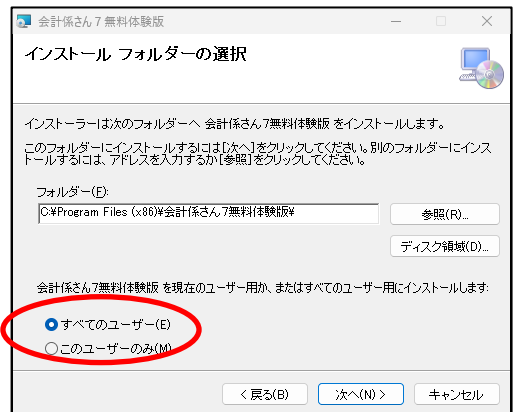 会計係さん 7 無料体験版
インストール フォルダーの選択
インストーラーは次のフォルダーへ 会計係さん7無料体験版 をインストールします。
このフォルダーにインストールするには[次へ]をクリックしてください。別のフォルダーにインス
トールするには、アドレスを入力するか[参照]をクリックしてください。
フォルダー(F):
C:¥Program Files (x86)¥会計係さん7無料体験版¥
参照(R)...
ディスク領域(D)...
会計係さん7無料体験版 を現在のユーザー用か、またはすべてのユーザー用にインストールします:
すべてのユーザー(E)
このユーザーのみ(M)
< 戻る(B)
次へ(N) >
キャンセル